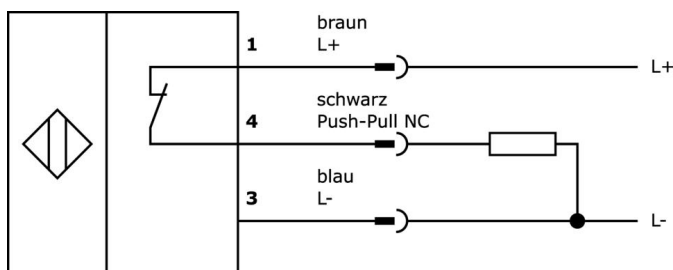 braun
1 L+
L+
schwarz
4 Push-Pull NC
blau
3 L-
L-